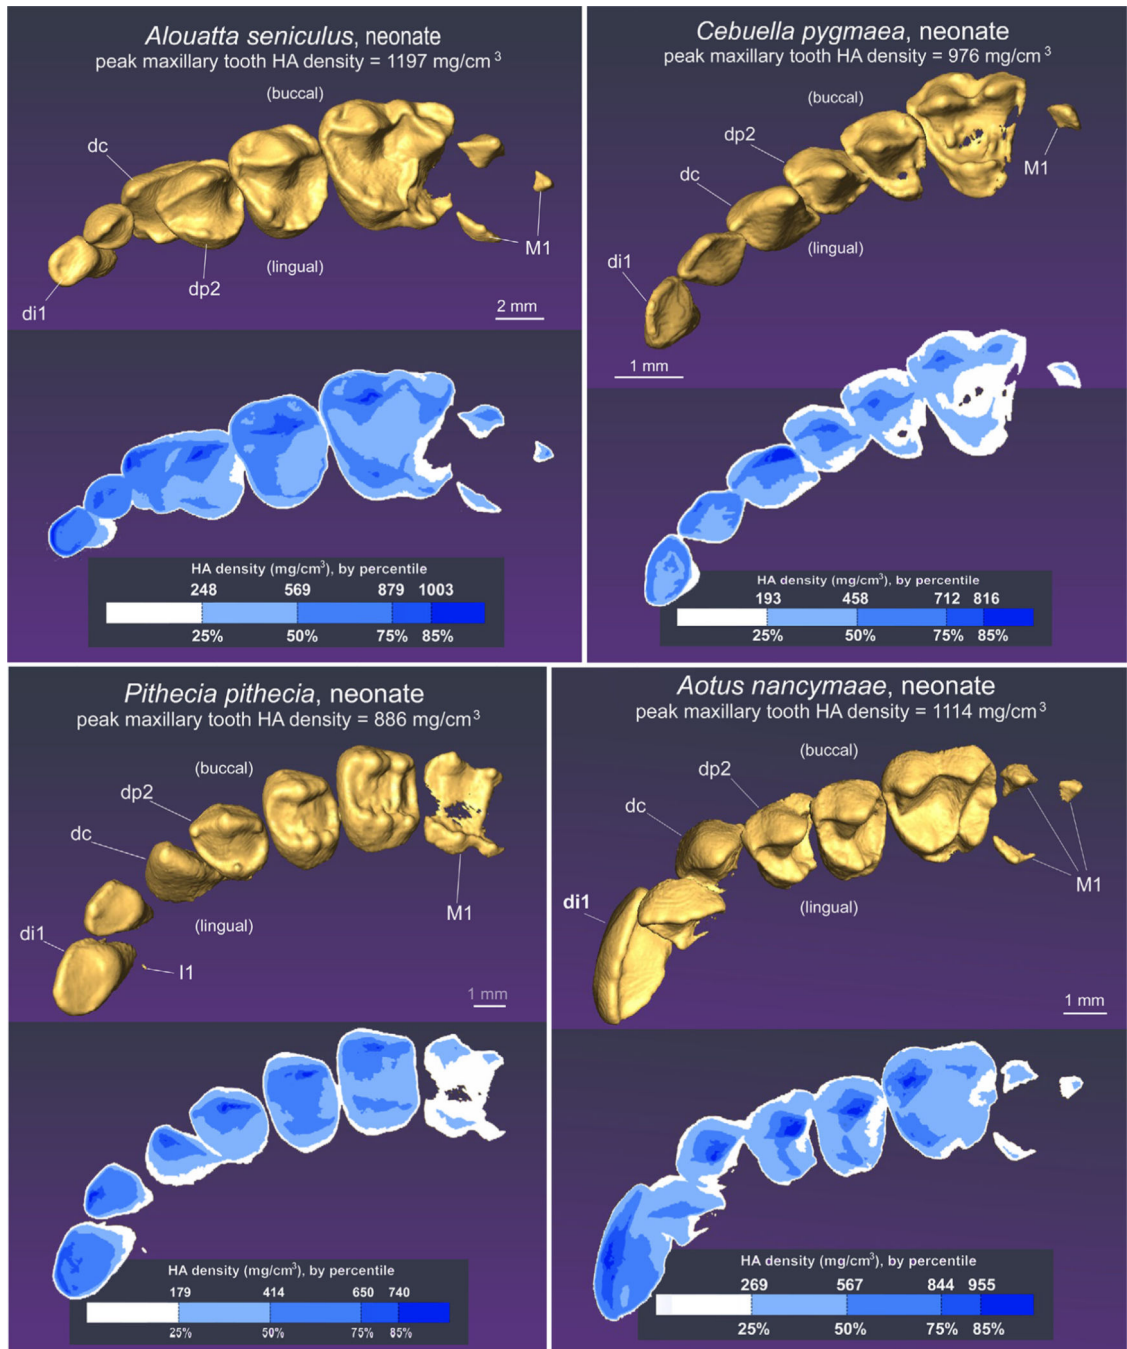 Alouatta seniculus, neonate
peak maxillary tooth HA density = 1197 mg/cm³
(buccal)
dc
M1
(lingual)
dp2
di1
2 mm
HA density (mg/cm³), by percentile
248 569 879 1003
25% 50% 75% 85%
Cebuella pygmaea, neonate
peak maxillary tooth HA density = 976 mg/cm³
(buccal)
dp2
M1
dc
(lingual)
di1
1 mm
HA density (mg/cm³), by percentile
193 458 712 816
25% 50% 75% 85%
Pithecia pithecia, neonate
peak maxillary tooth HA density = 886 mg/cm³
(buccal)
dp2
dc
M1
(lingual)
di1
I1
1 mm
HA density (mg/cm³), by percentile
179 414 650 740
25% 50% 75% 85%
Aotus nancymaae, neonate
peak maxillary tooth HA density = 1114 mg/cm³
(buccal)
dp2
dc
M1
di1
(lingual)
1 mm
HA density (mg/cm³), by percentile
269 567 844 955
25% 50% 75% 85%